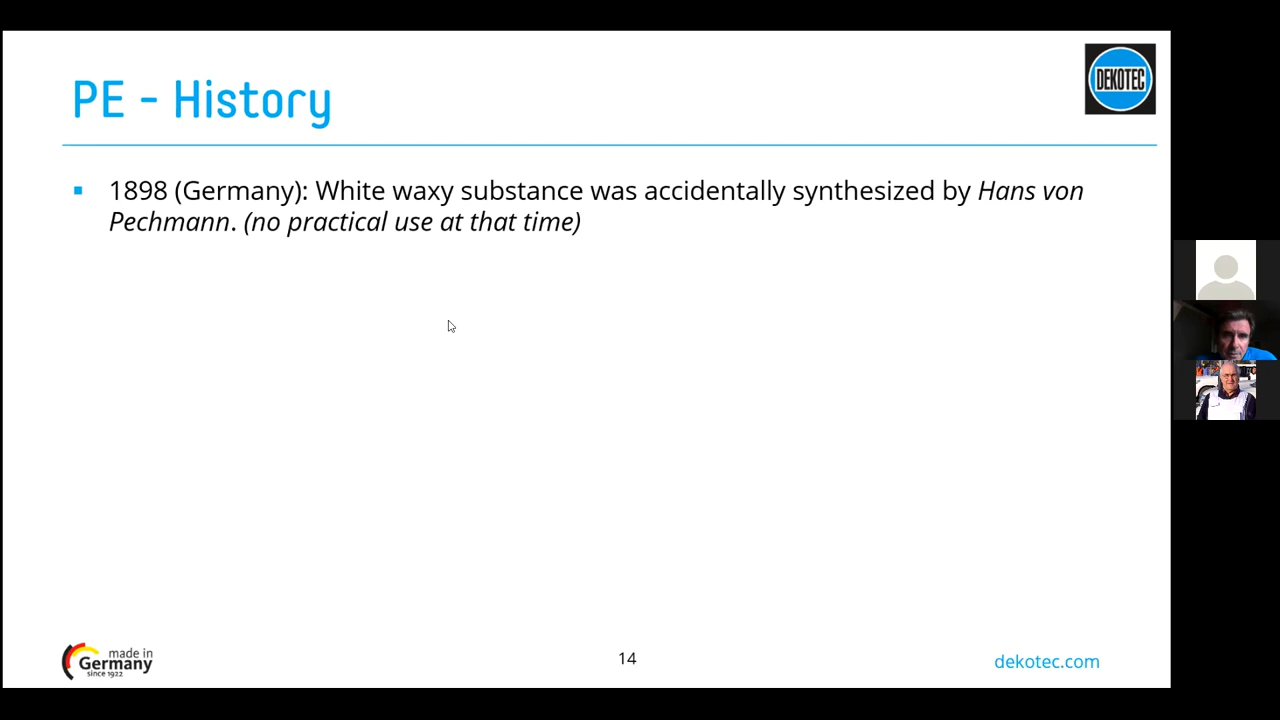 PE - History
DEKOTEC
1898 (Germany): White waxy substance was accidentally synthesized by Hans von
Pechmann. (no practical use at that time)
made in
Germany
since 1922
14
dekotec.com